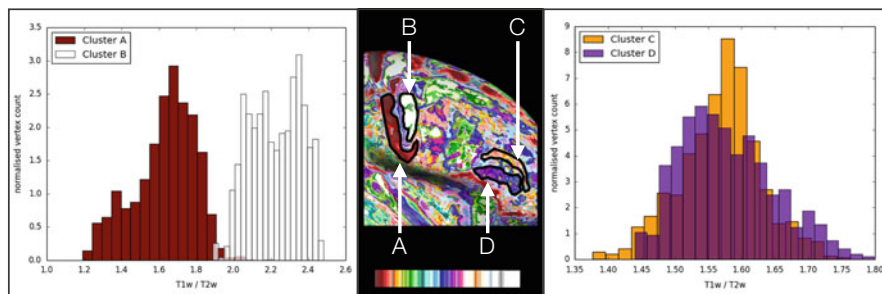 3.5
3.0
2.5
2.0
1.5
1.0
0.5
0.0
normalised vertex count
Cluster A
Cluster B
1.0 1.2 1.4 1.6 1.8 2.0 2.2 2.4 2.6
T1w / T2w
B
C
A
D
9
8
7
6
5
4
3
2
1
0
normalised vertex count
Cluster C
Cluster D
1.35 1.40 1.45 1.50 1.55 1.60 1.65 1.70 1.75 1.80
T1w / T2w